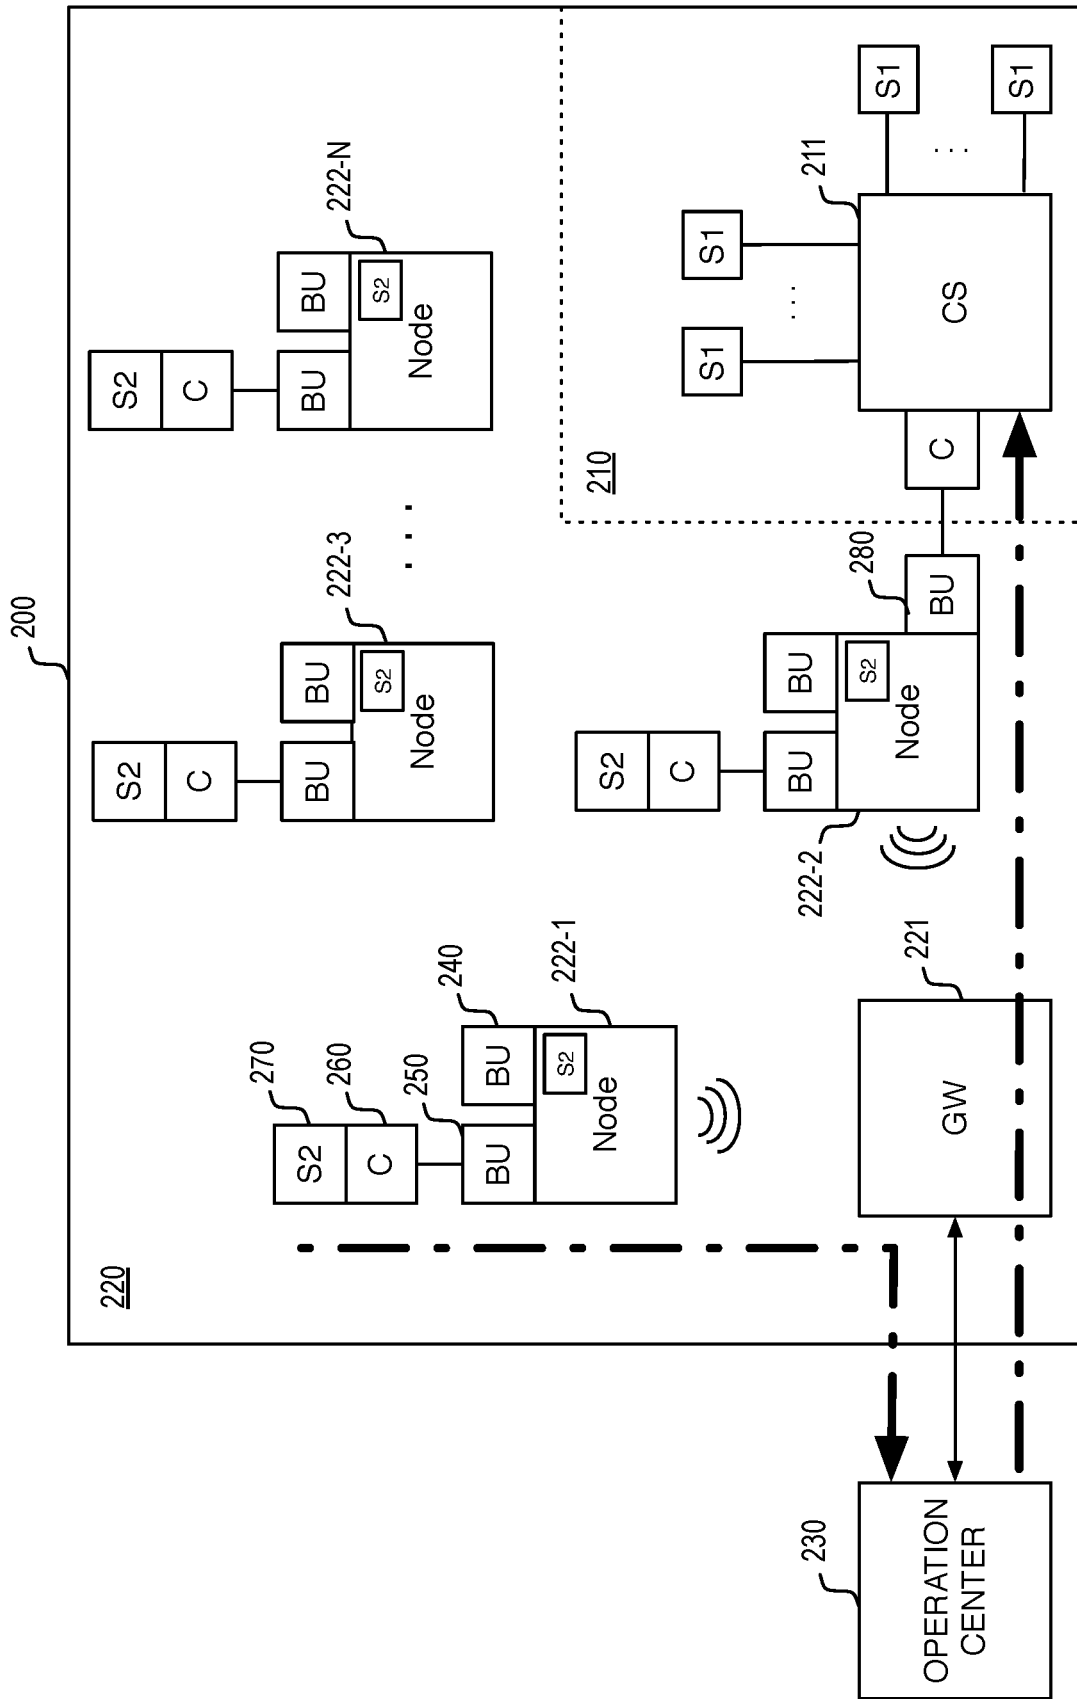 200
220
270
S2
260
C
250
BU
240
BU
222-1
S2
Node
S2
C
BU
BU
222-3
S2
Node
. . .
S2
C
BU
BU
222-N
S2
Node
230
OPERATION
CENTER
221
GW
222-2
S2
C
BU
BU
S2
Node
280
BU
210
C
211
CS
S1
. . .
S1
S1
. . .
S1